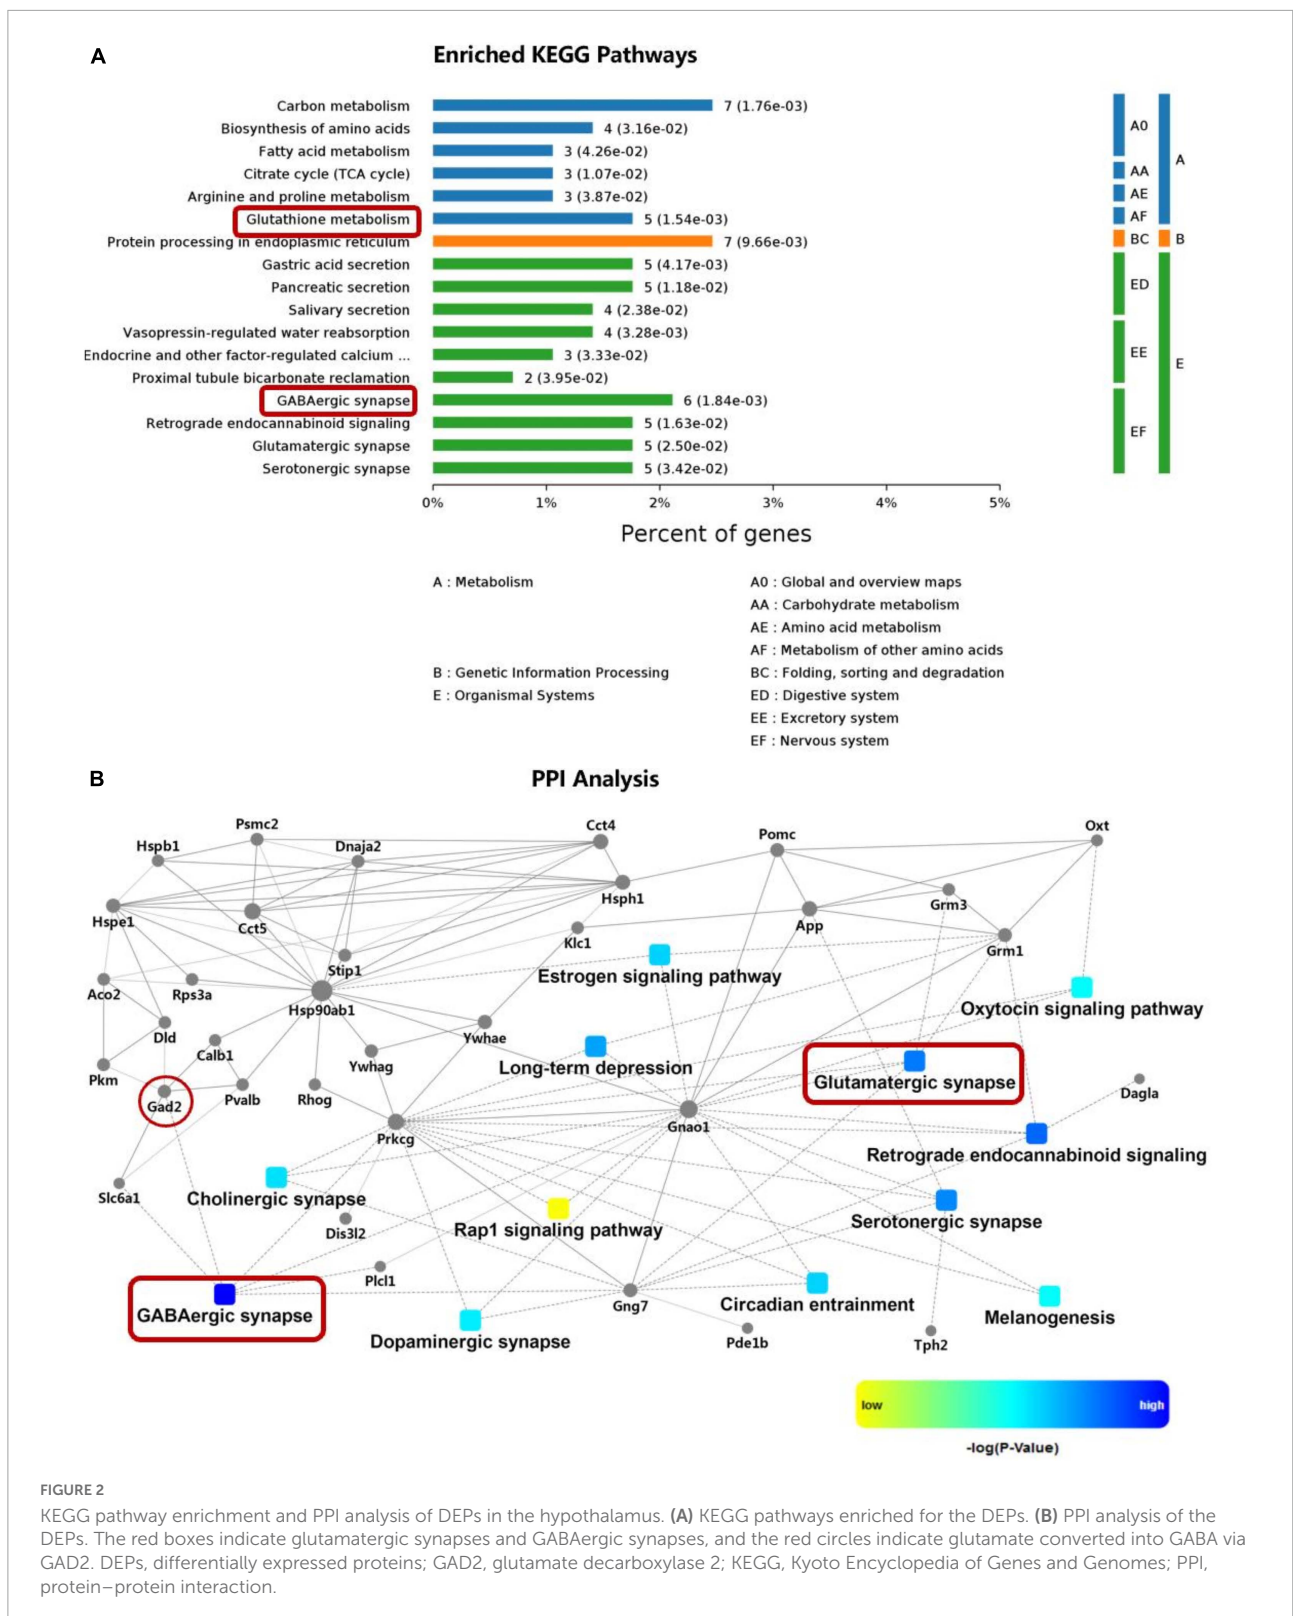 A
Enriched KEGG Pathways
Carbon metabolism 7 (1.76e-03)
Biosynthesis of amino acids 4 (3.16e-02)
Fatty acid metabolism 3 (4.26e-02)
Citrate cycle (TCA cycle) 3 (1.07e-02)
Arginine and proline metabolism 3 (3.87e-02)
Glutathione metabolism 5 (1.54e-03)
Protein processing in endoplasmic reticulum 7 (9.66e-03)
Gastric acid secretion 5 (4.17e-03)
Pancreatic secretion 5 (1.18e-02)
Salivary secretion 4 (2.38e-02)
Vasopressin-regulated water reabsorption 4 (3.28e-03)
Endocrine and other factor-regulated calcium ... 3 (3.33e-02)
Proximal tubule bicarbonate reclamation 2 (3.95e-02)
GABAergic synapse 6 (1.84e-03)
Retrograde endocannabinoid signaling 5 (1.63e-02)
Glutamatergic synapse 5 (2.50e-02)
Serotonergic synapse 5 (3.42e-02)
A0
AA
AE
AF
BC
ED
EE
EF
A
B
E
0% 1% 2% 3% 4% 5%
Percent of genes
A : Metabolism A0 : Global and overview maps
AA : Carbohydrate metabolism
AE : Amino acid metabolism
AF : Metabolism of other amino acids
B : Genetic Information Processing BC : Folding, sorting and degradation
E : Organismal Systems ED : Digestive system
EE : Excretory system
EF : Nervous system
B
PPI Analysis
Psmc2
Cct4
Oxt
Pomc
Hspb1
Dnaja2
Hsph1
Grm3
Hspe1
Cct5
App
Klc1
Grm1
Stip1
Estrogen signaling pathway
Aco2
Rps3a
Hsp90ab1
Oxytocin signaling pathway
Dld
Ywhae
Calb1
Ywhag
Long-term depression
Pkm
Glutamatergic synapse
Dagla
Gad2
Pvalb
Rhog
Gnao1
Prkcg
Retrograde endocannabinoid signaling
Slc6a1
Cholinergic synapse
Serotonergic synapse
Dis3l2
Rap1 signaling pathway
Plcl1
Gng7
Circadian entrainment
GABAergic synapse
Melanogenesis
Dopaminergic synapse
Pde1b
Tph2
low high
-log(P-Value)
FIGURE 2
KEGG pathway enrichment and PPI analysis of DEPs in the hypothalamus. (A) KEGG pathways enriched for the DEPs. (B) PPI analysis of the
DEPs. The red boxes indicate glutamatergic synapses and GABAergic synapses, and the red circles indicate glutamate converted into GABA via
GAD2. DEPs, differentially expressed proteins; GAD2, glutamate decarboxylase 2; KEGG, Kyoto Encyclopedia of Genes and Genomes; PPI,
protein–protein interaction.